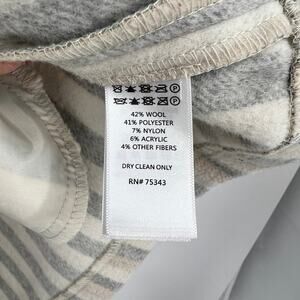 42% WOOL
41% POLYESTER
7% NYLON
6% ACRYLIC
4% OTHER FIBERS
DRY CLEAN ONLY
RN# 75343